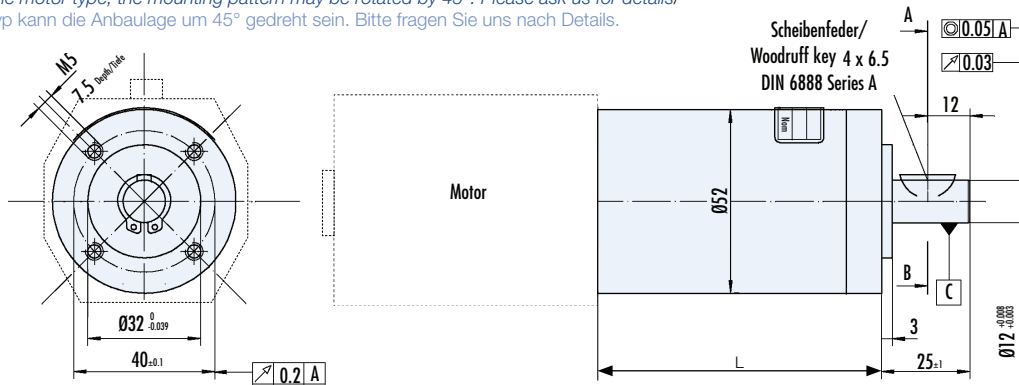 the motor type, the mounting pattern may be rotated by 45°. Please ask us for details/
yp kann die Anbaulage um 45° gedreht sein. Bitte fragen Sie uns nach Details.
M5
7.5 Depth/Tiefe
Scheibenfeder/
Woodruff key 4 x 6.5
DIN 6888 Series A
A
0.05 A
0.03
12
Nom
Motor
Ø52
B
C
Ø32 0 -0.039
40±0.1
0.2 A
L
3
25±1
Ø12 +0.008 +0.003